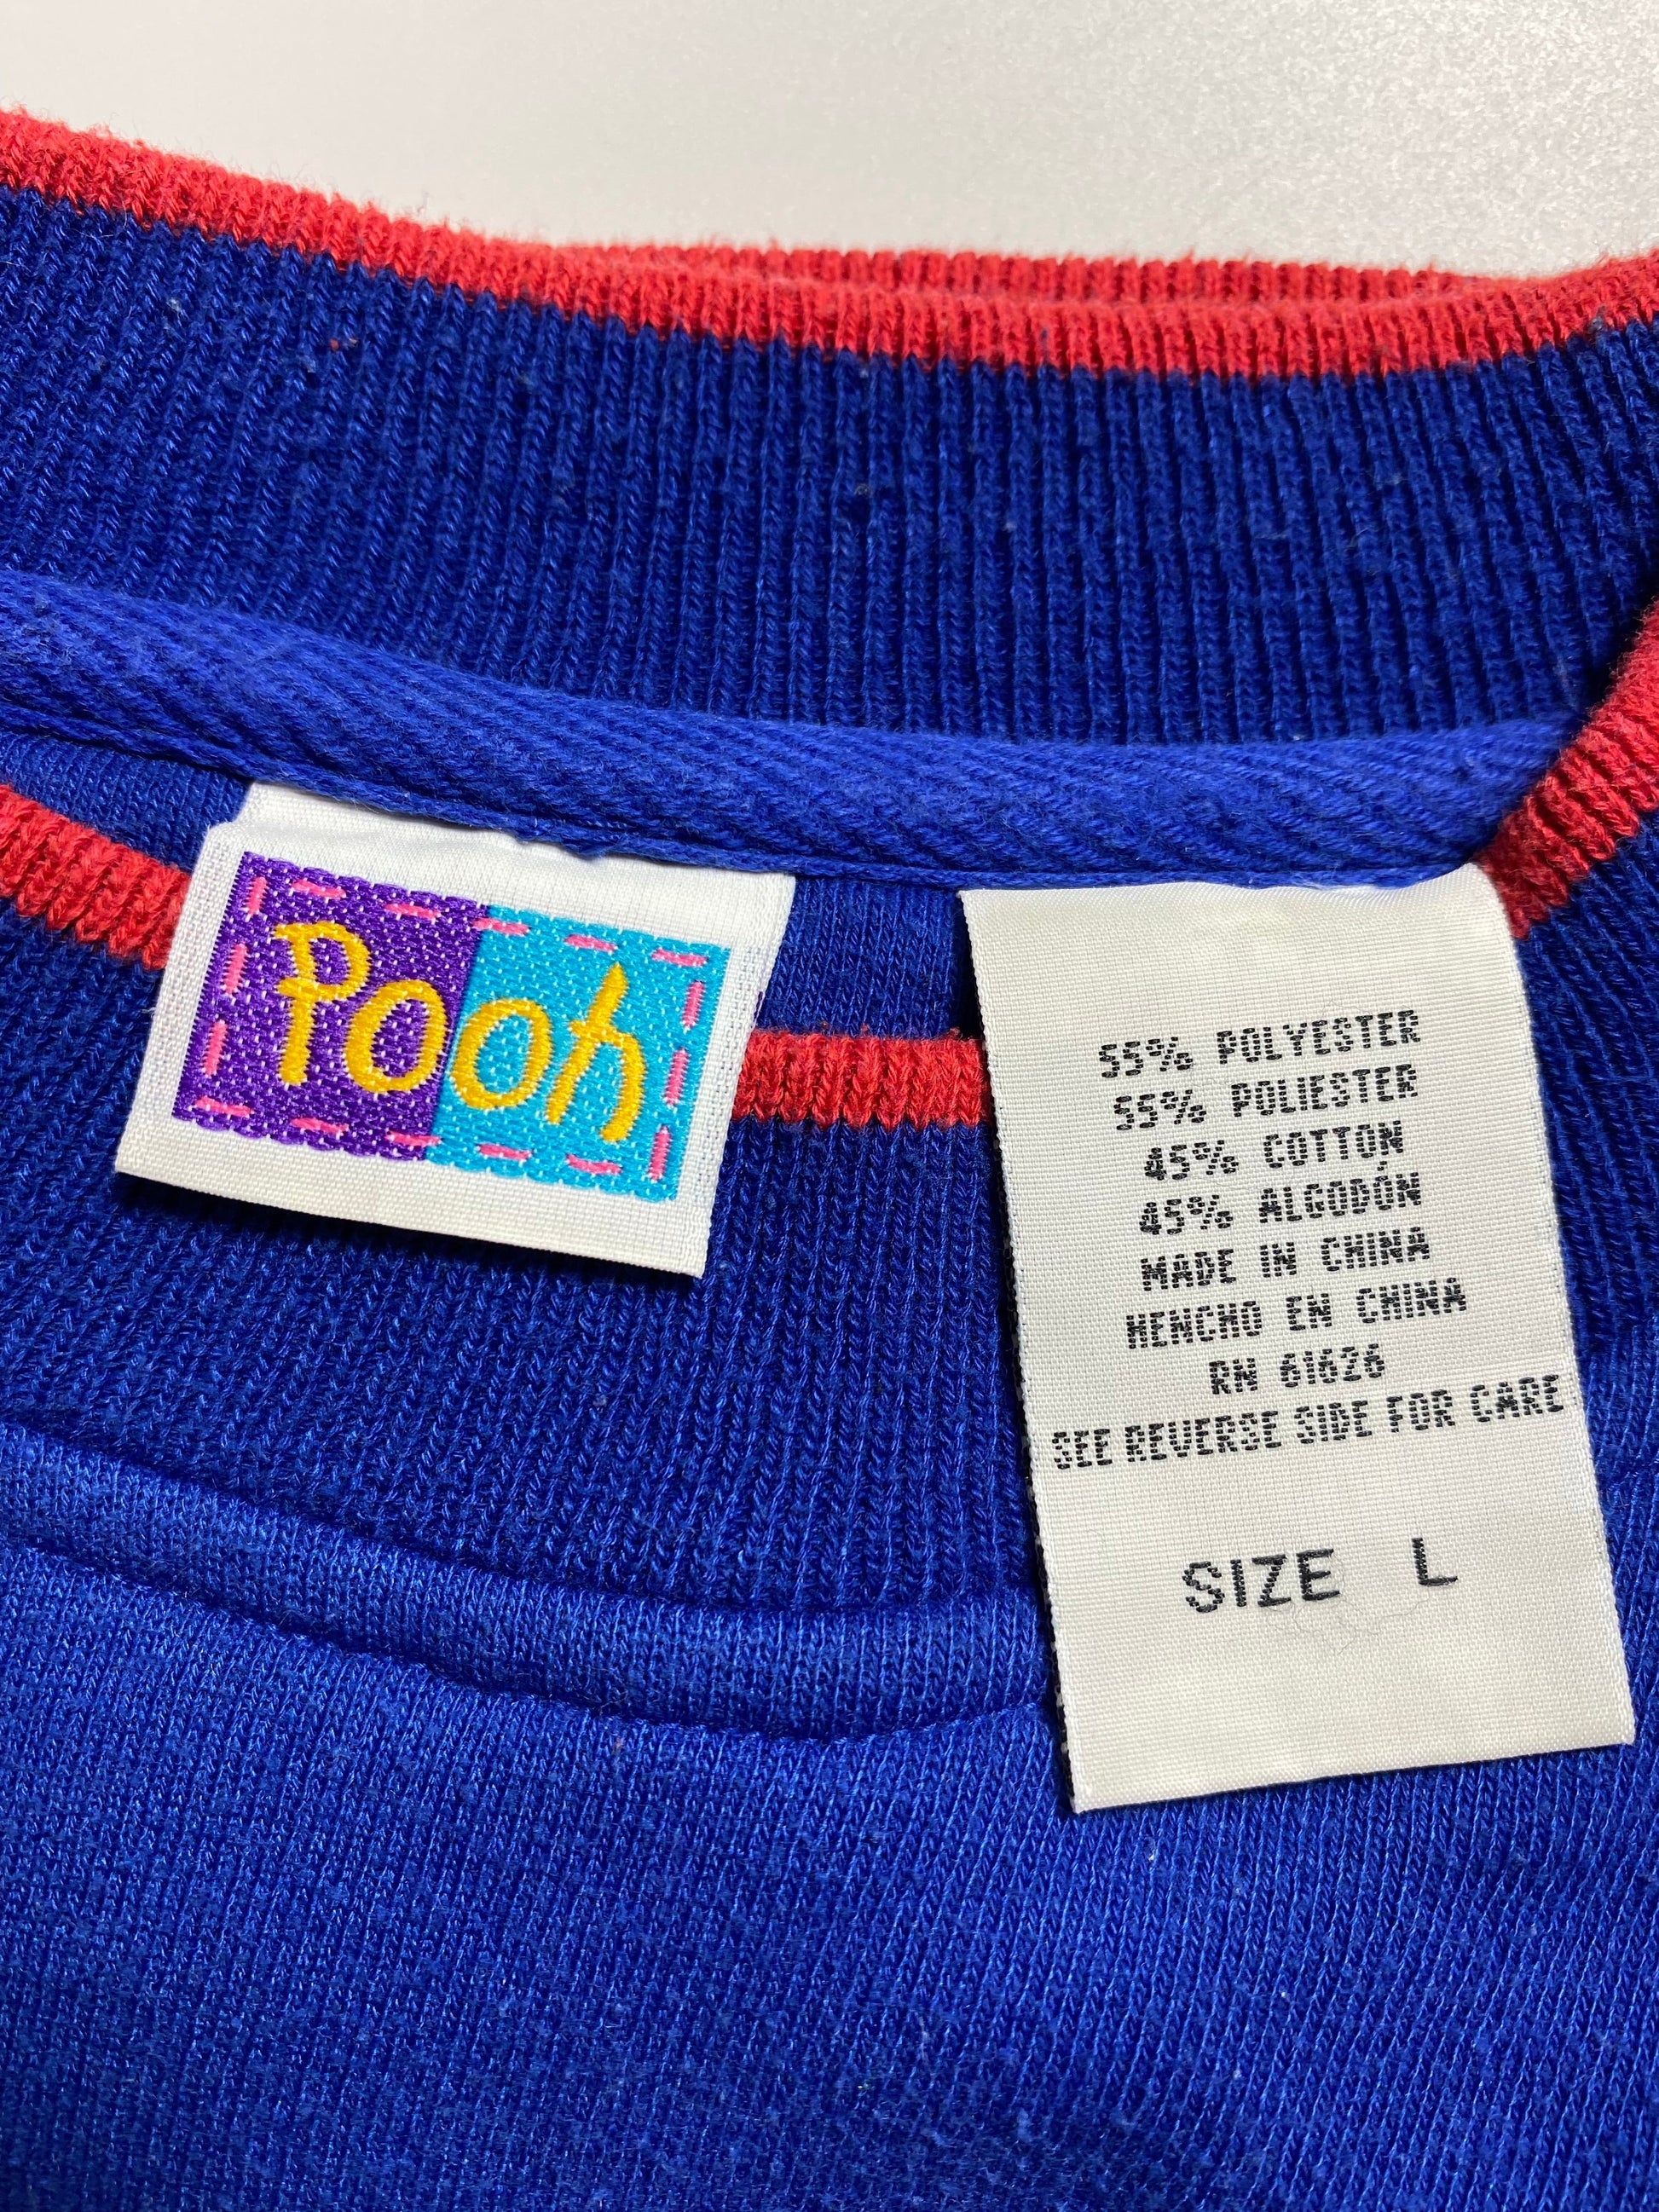 Pooh
55% POLYESTER
55% POLIESTER
45% COTTON
45% ALGODÓN
MADE IN CHINA
HENCHO EN CHINA
RN 61626
SEE REVERSE SIDE FOR CARE
SIZE L